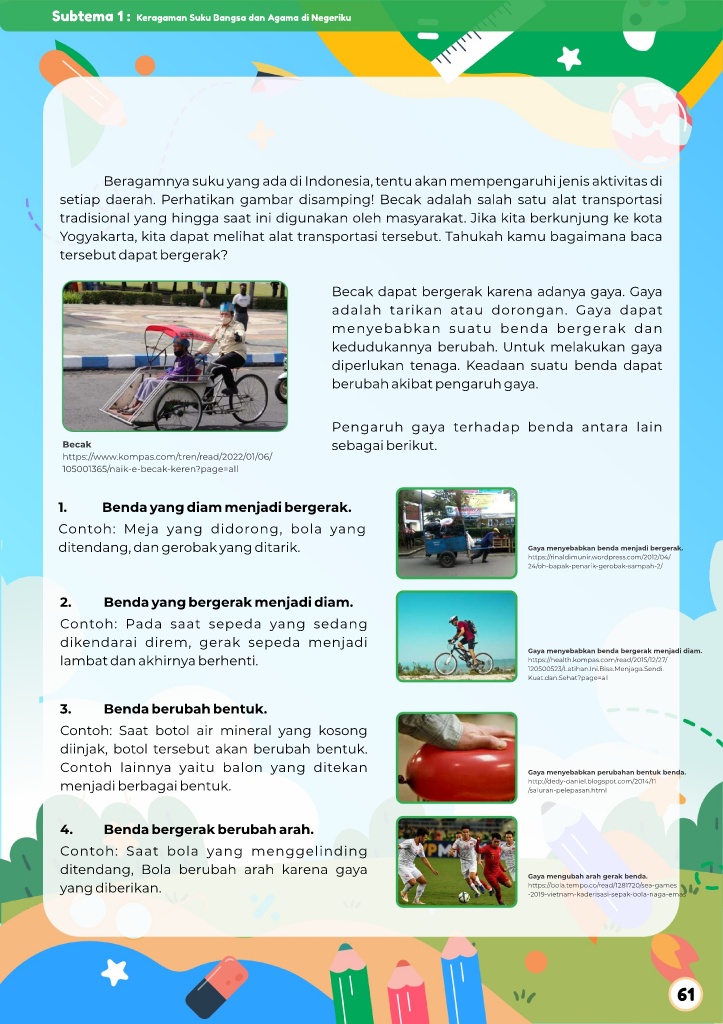 Subtema 1 : Keragaman Suku Bangsa dan Agama di Negeriku
Beragamnya suku yang ada di Indonesia, tentu akan mempengaruhi jenis aktivitas di
setiap daerah. Perhatikan gambar disamping! Becak adalah salah satu alat transportasi
tradisional yang hingga saat ini digunakan oleh masyarakat. Jika kita berkunjung ke kota
Yogyakarta, kita dapat melihat alat transportasi tersebut. Tahukah kamu bagaimana baca
tersebut dapat bergerak?
Becak dapat bergerak karena adanya gaya. Gaya
adalah tarikan atau dorongan. Gaya dapat
menyebabkan suatu benda bergerak dan
kedudukannya berubah. Untuk melakukan gaya
diperlukan tenaga. Keadaan suatu benda dapat
berubah akibat pengaruh gaya.
Pengaruh gaya terhadap benda antara lain
sebagai berikut.
Becak
https://www.kompas.com/tren/read/2022/01/06/
105001365/naik-e-becak-keren?page=all
1. Benda yang diam menjadi bergerak.
Contoh: Meja yang didorong, bola yang
ditendang, dan gerobak yang ditarik.
Gaya menyebabkan benda menjadi bergerak.
https://rinaldimunir.wordpress.com/2012/04/
24/oh-bapak-penarik-gerobak-sampah-2/
2. Benda yang bergerak menjadi diam.
Contoh: Pada saat sepeda yang sedang
dikendarai direm, gerak sepeda menjadi
lambat dan akhirnya berhenti.
Gaya menyebabkan benda bergerak menjadi diam.
https://health.kompas.com/read/2015/12/27/
120500523/Latihan.Ini.Bisa.Menjaga.Sendi.
Kuat.dan.Sehat?page=all
3. Benda berubah bentuk.
Contoh: Saat botol air mineral yang kosong
diinjak, botol tersebut akan berubah bentuk.
Contoh lainnya yaitu balon yang ditekan
menjadi berbagai bentuk.
Gaya menyebabkan perubahan bentuk benda.
http://dedy-daniel.blogspot.com/2014/11
/saluran-pelepasan.html
4. Benda bergerak berubah arah.
Contoh: Saat bola yang menggelinding
ditendang, Bola berubah arah karena gaya
yang diberikan.
Gaya mengubah arah gerak benda.
https://bola.tempo.co/read/1281720/sea-games
-2019-vietnam-kaderisasi-sepak-bola-naga-emas
61